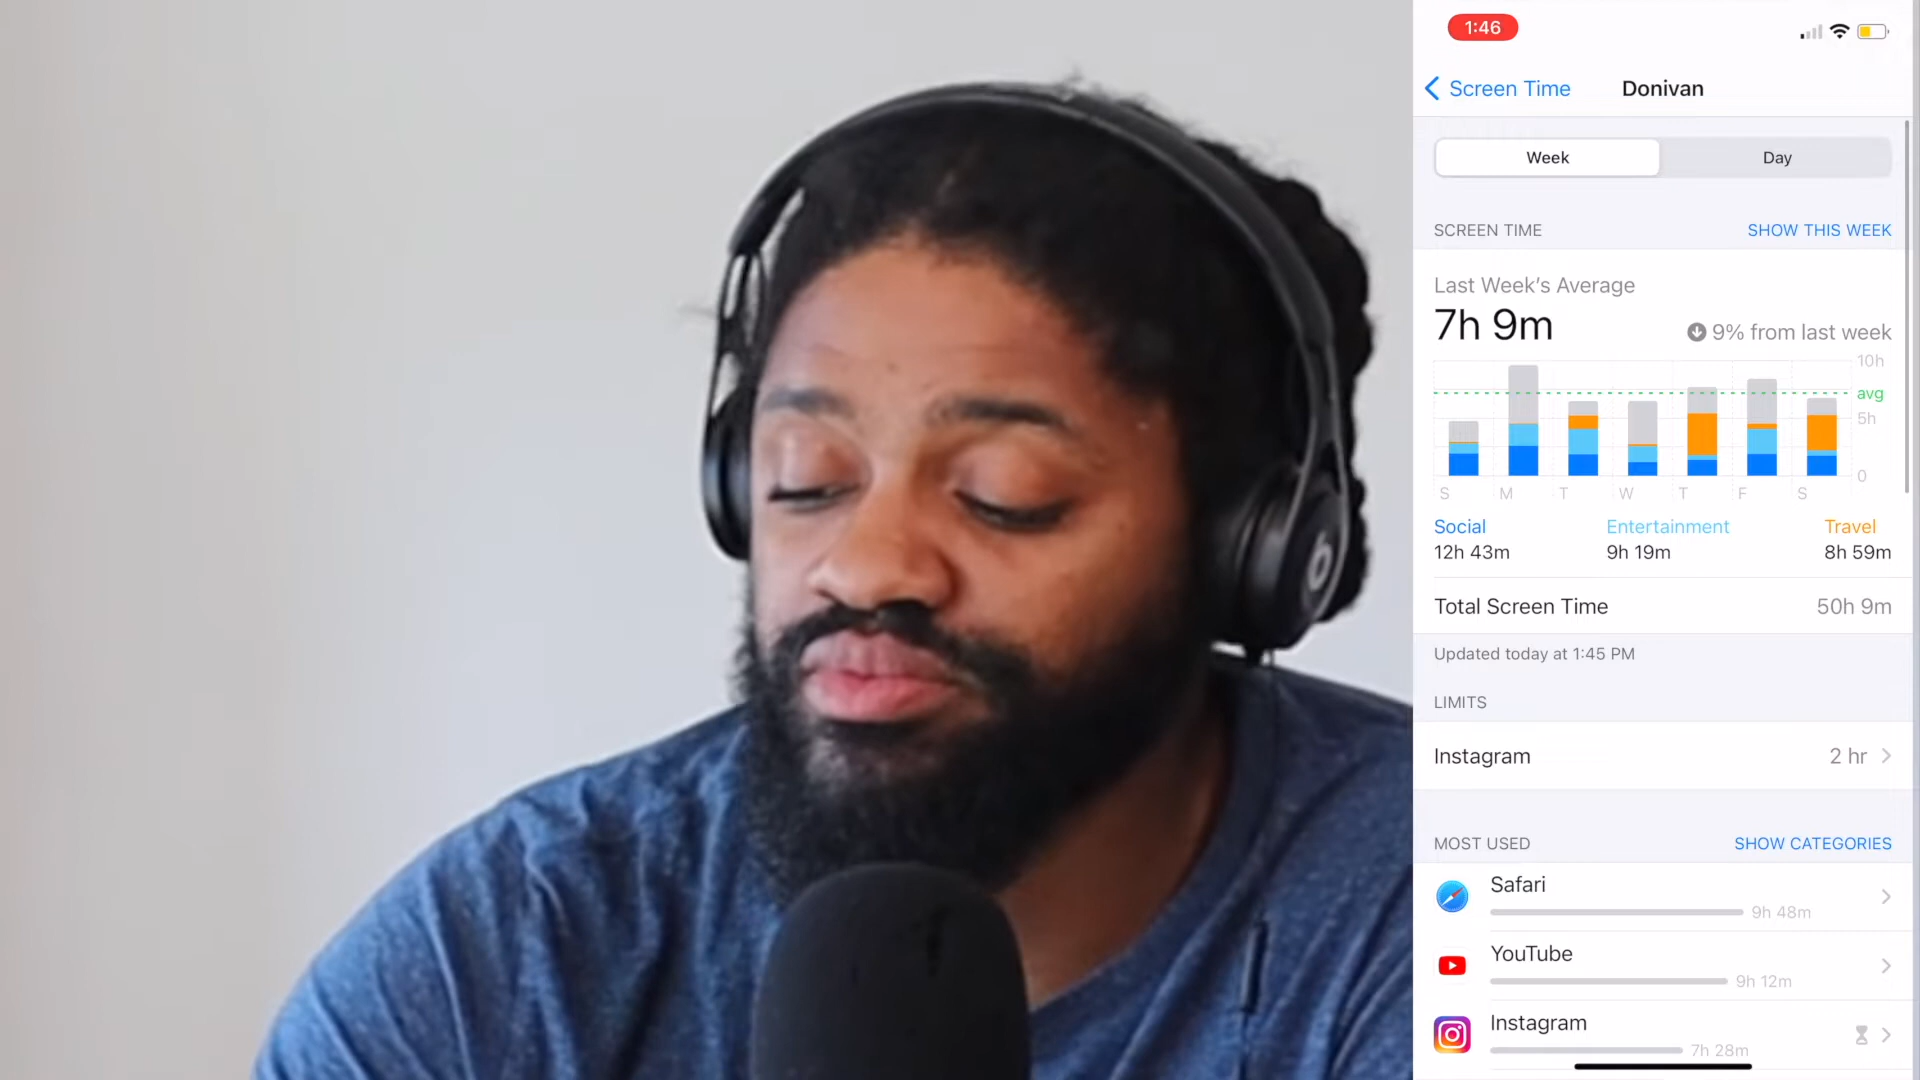 1:46
Screen Time
Donivan
Week
Day
SCREEN TIME
SHOW THIS WEEK
Last Week's Average
7h 9m
9% from last week
10h
avg
5h
0
S M T W T F S
Social
Entertainment
Travel
12h 43m
9h 19m
8h 59m
Total Screen Time
50h 9m
Updated today at 1:45 PM
LIMITS
Instagram
2 hr
MOST USED
SHOW CATEGORIES
Safari
9h 48m
YouTube
9h 12m
Instagram
7h 28m
b